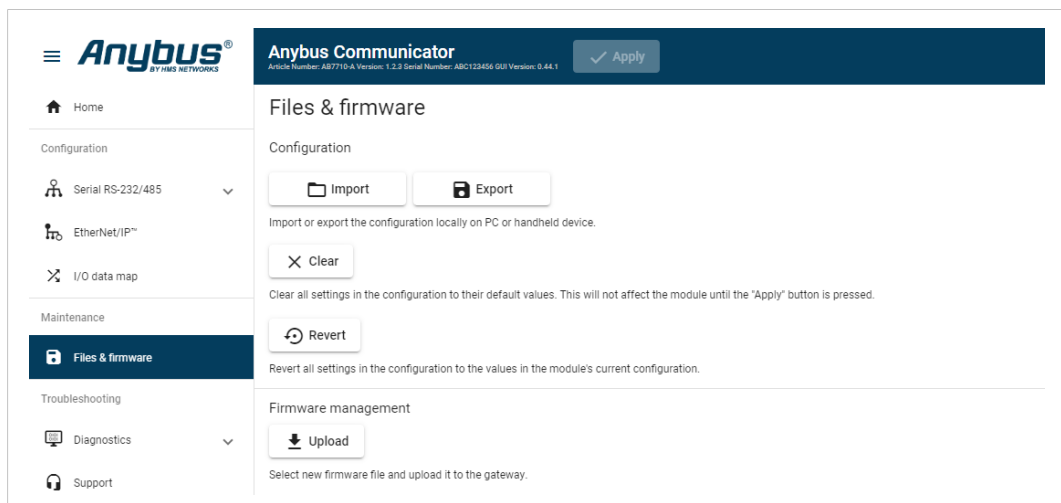 Anybus®
BY HMS NETWORKS
Anybus Communicator
Article Number: AB7710-A Version: 1.2.3 Serial Number: ABC123456 GUI Version: 0.44.1
Apply
Home
Configuration
Serial RS-232/485
EtherNet/IP™
I/O data map
Maintenance
Files & firmware
Troubleshooting
Diagnostics
Support
Files & firmware
Configuration
Import
Export
Import or export the configuration locally on PC or handheld device.
Clear
Clear all settings in the configuration to their default values. This will not affect the module until the "Apply" button is pressed.
Revert
Revert all settings in the configuration to the values in the module's current configuration.
Firmware management
Upload
Select new firmware file and upload it to the gateway.